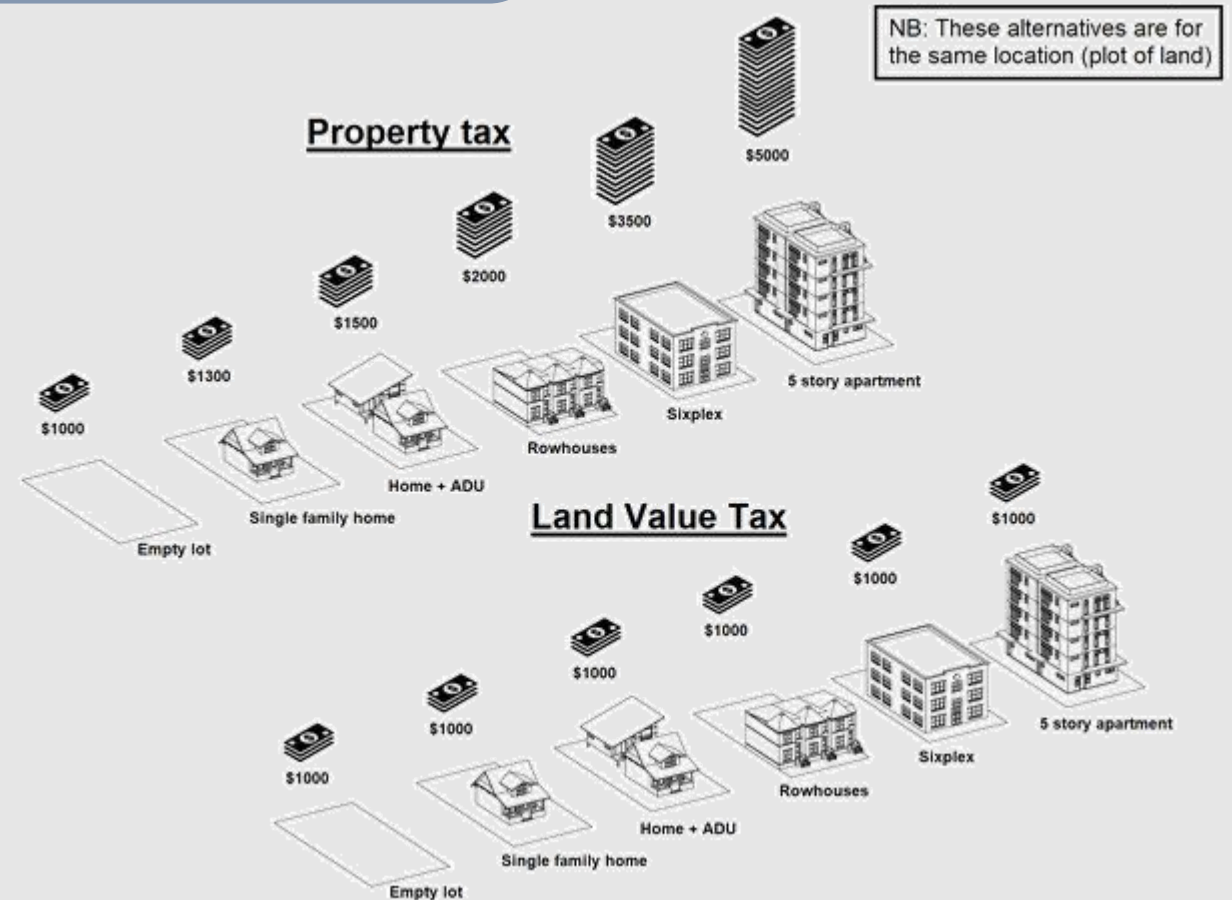 NB: These alternatives are for
the same location (plot of land)
Property tax
$1000
Empty lot
$1300
Single family home
$1500
Home + ADU
$2000
Rowhouses
$3500
Sixplex
$5000
5 story apartment
Land Value Tax
$1000
Empty lot
$1000
Single family home
$1000
Home + ADU
$1000
Rowhouses
$1000
Sixplex
$1000
5 story apartment